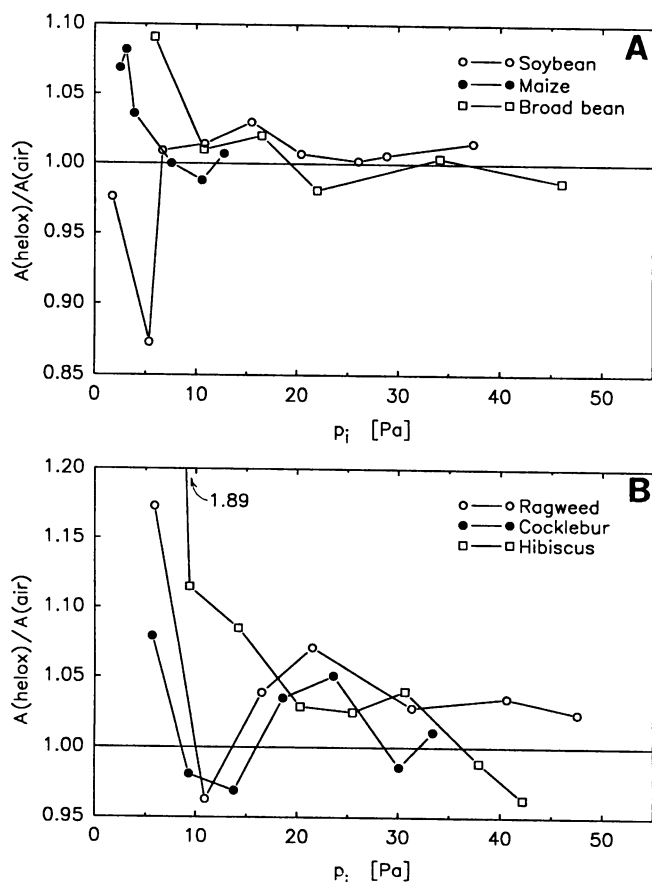 A
1.10
1.05
1.00
0.95
0.90
0.85
A(helox)/A(air)
Soybean
Maize
Broad bean
0 10 20 30 40 50
pi [Pa]
B
1.20
1.15
1.10
1.05
1.00
0.95
A(helox)/A(air)
1.89
Ragweed
Cocklebur
Hibiscus
0 10 20 30 40 50
pi [Pa]